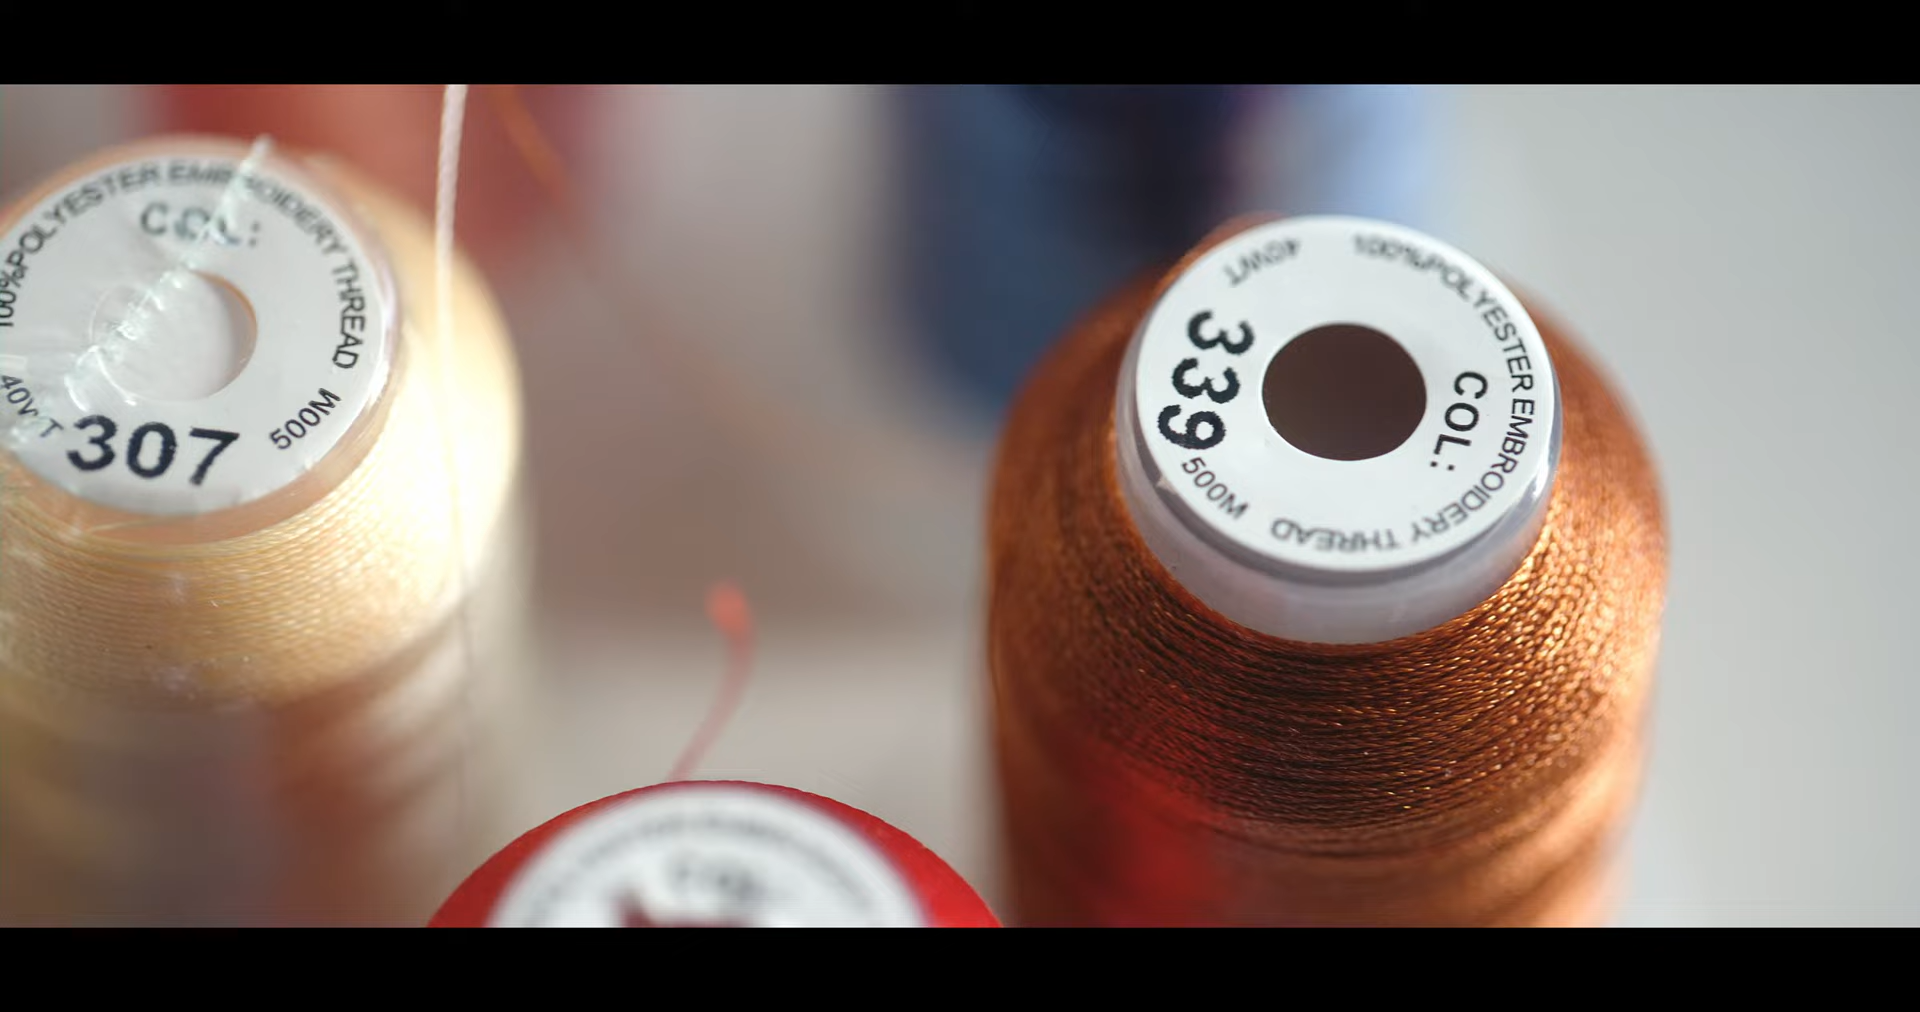 100%POLYESTER EMBROIDERY THREAD
COL:
40WT
307
500M
40WT
100%POLYESTER EMBROIDERY THREAD
339
COL:
500M